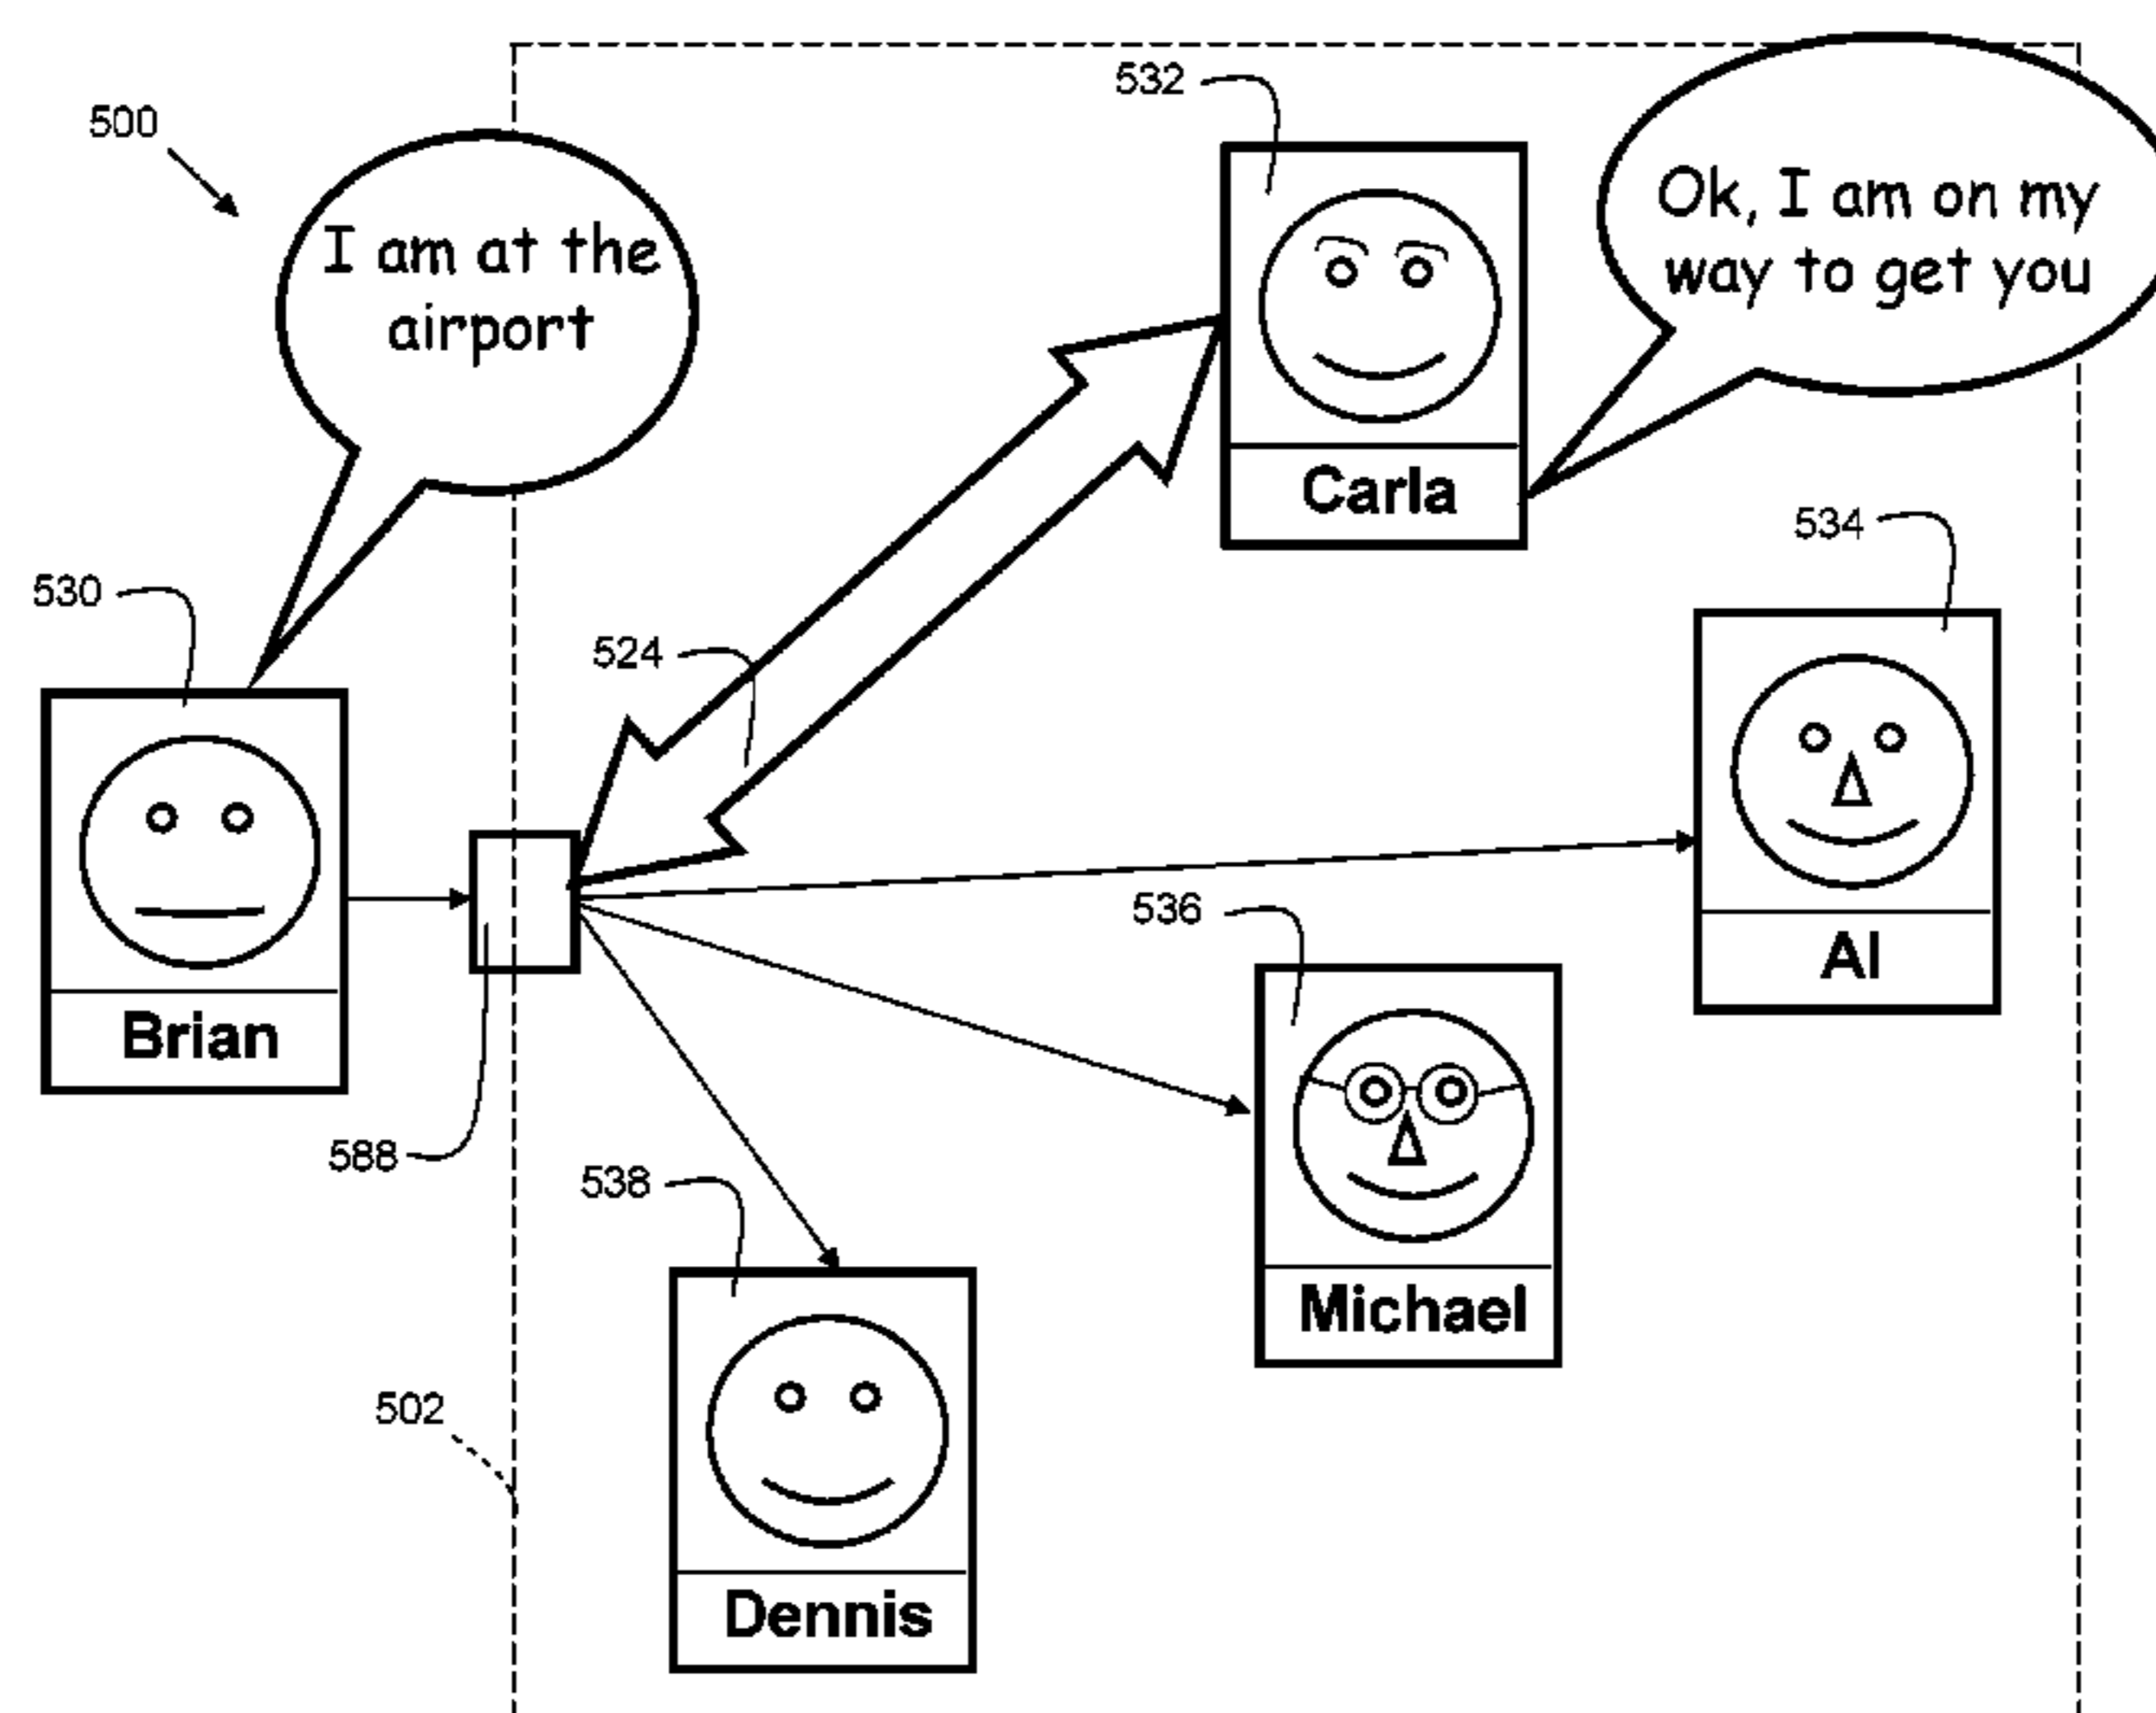 532
500
I am at the
airport
Ok, I am on my
way to get you
Carla
534
530
524
Al
536
Brian
588
538
Michael
502
Dennis